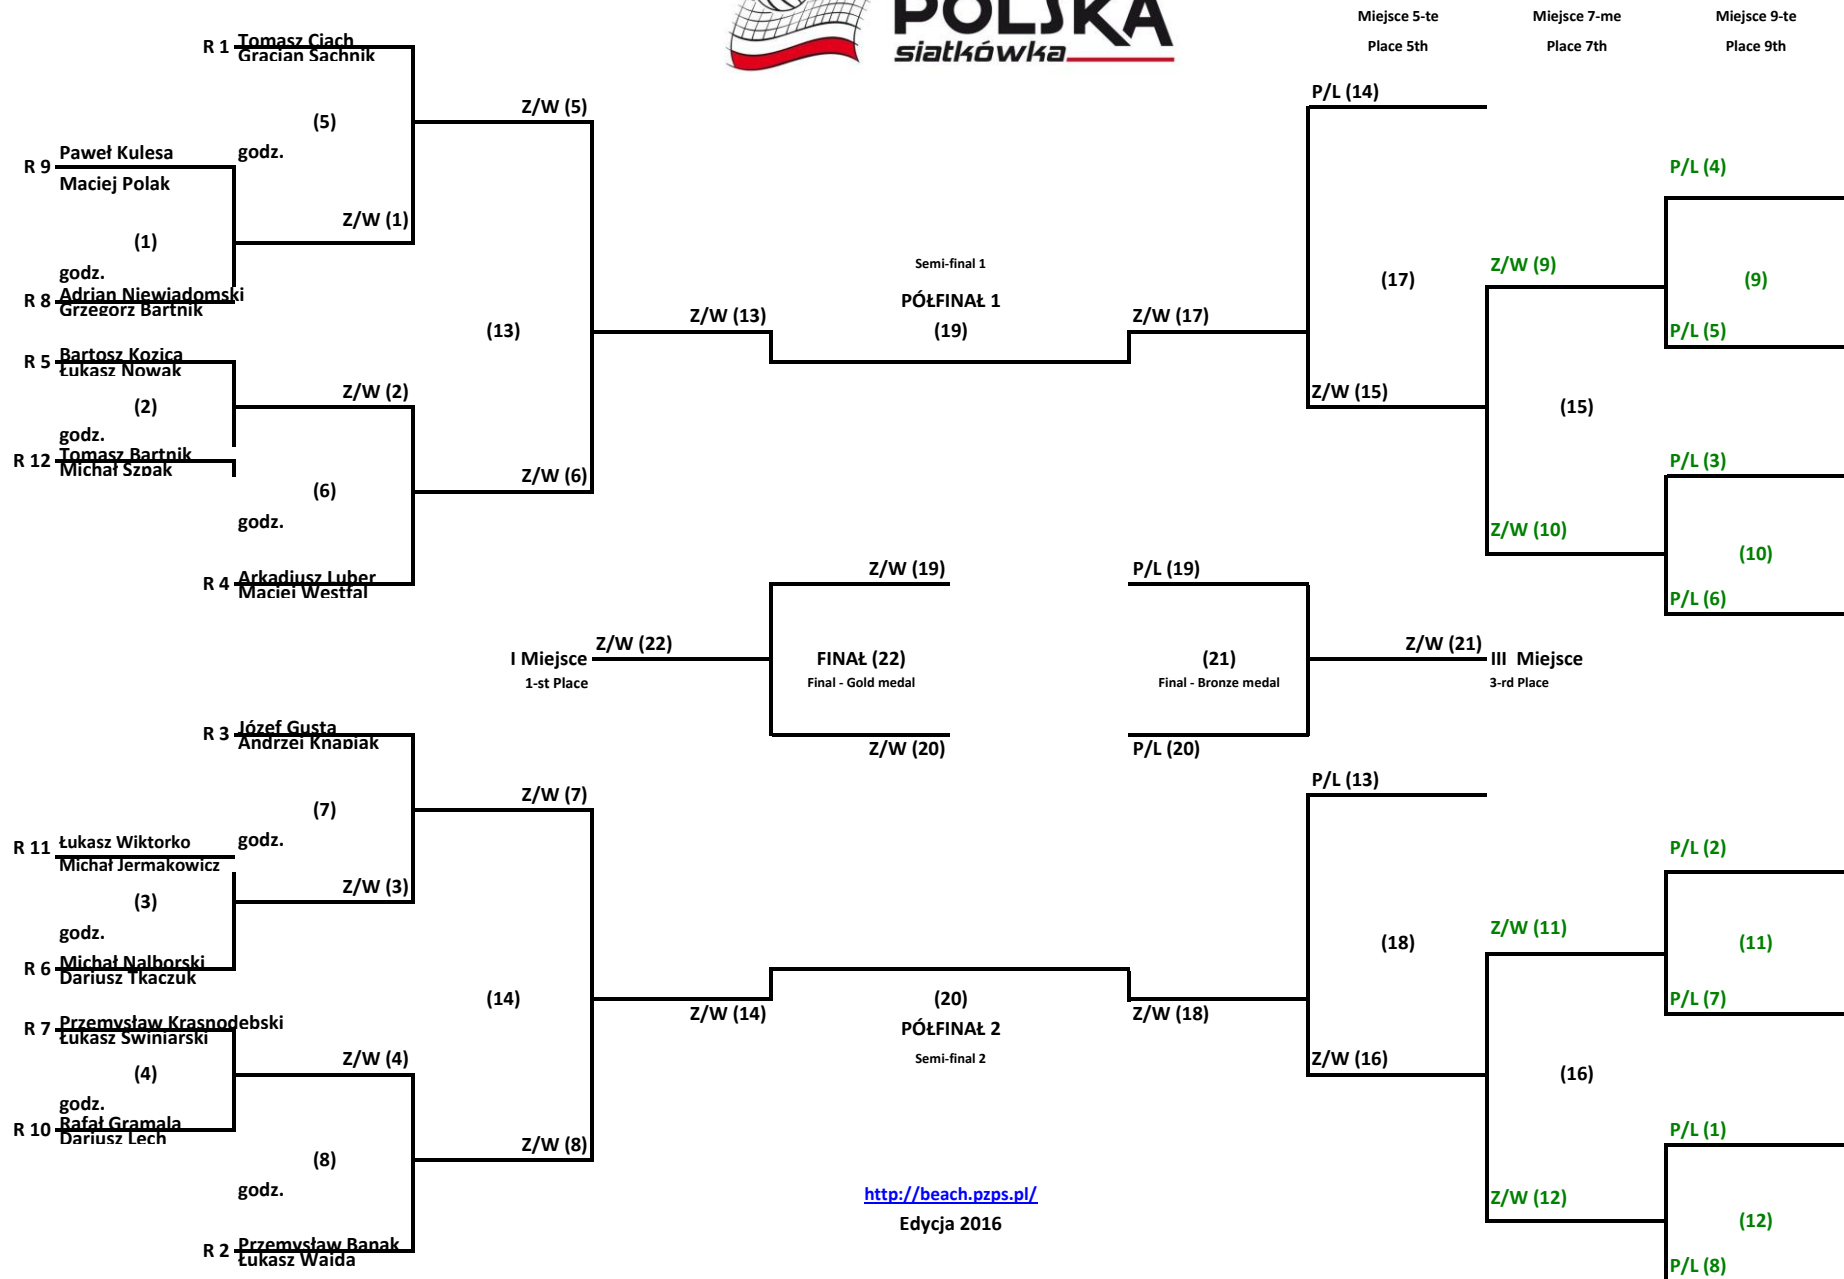 POLSKA
siatkówka
Miejsce 5-te
Miejsce 7-me
Miejsce 9-te
Place 5th
Place 7th
Place 9th
R 1
Tomasz Ciach
Gracjan Sachnik
(5)
godz.
Z/W (5)
R 9
Paweł Kulesa
Maciej Polak
(1)
godz.
Z/W (1)
R 8
Adrian Niewiadomski
Grzegorz Bartnik
(13)
R 5
Bartosz Kozica
Łukasz Nowak
(2)
godz.
Z/W (2)
R 12
Tomasz Bartnik
Michał Szpak
(6)
godz.
Z/W (6)
R 4
Arkadiusz Luber
Maciej Westfal
Z/W (13)
Semi-final 1
PÓŁFINAŁ 1
(19)
Z/W (17)
P/L (14)
(17)
Z/W (15)
Z/W (9)
(15)
Z/W (10)
P/L (4)
(9)
P/L (5)
P/L (3)
(10)
P/L (6)
I Miejsce
1-st Place
Z/W (22)
Z/W (19)
FINAŁ (22)
Final - Gold medal
Z/W (20)
P/L (19)
(21)
Final - Bronze medal
P/L (20)
Z/W (21)
III  Miejsce
3-rd Place
R 3
Józef Gusta
Andrzej Knapiak
(7)
godz.
Z/W (7)
R 11
Łukasz Wiktorko
Michał Jermakowicz
(3)
godz.
Z/W (3)
R 6
Michał Nalborski
Dariusz Tkaczuk
(14)
R 7
Przemysław Krasnodębski
Łukasz Świniarski
(4)
godz.
Z/W (4)
R 10
Rafał Gramala
Dariusz Lech
(8)
godz.
Z/W (8)
R 2
Przemysław Banak
Łukasz Wajda
Z/W (14)
(20)
PÓŁFINAŁ 2
Semi-final 2
Z/W (18)
P/L (13)
(18)
Z/W (16)
Z/W (11)
(16)
Z/W (12)
P/L (2)
(11)
P/L (7)
P/L (1)
(12)
P/L (8)
http://beach.pzps.pl/
Edycja 2016